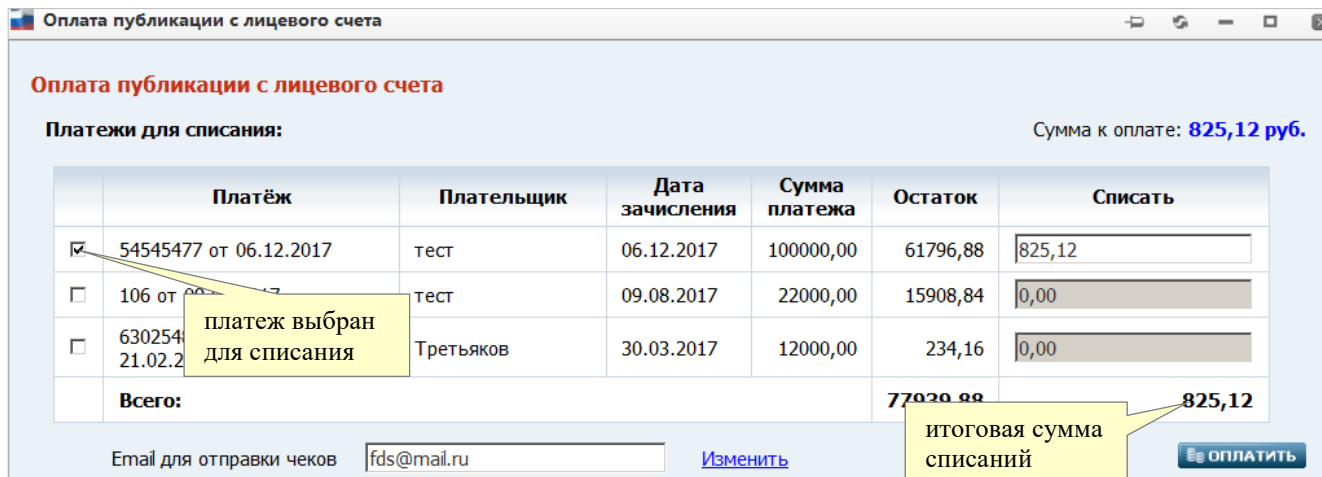 Оплата публикации с лицевого счета
Оплата публикации с лицевого счета
Платежи для списания:
Сумма к оплате: 825,12 руб.
Платёж Плательщик Дата зачисления Сумма платежа Остаток Списать
54545477 от 06.12.2017 тест 06.12.2017 100000,00 61796,88 825,12
106 от тест 09.08.2017 22000,00 15908,84 0,00
630254
21.02.2 Третьяков 30.03.2017 12000,00 234,16 0,00
платеж выбран
для списания
Всего: 77939,88 825,12
итоговая сумма
списаний
Email для отправки чеков fds@mail.ru Изменить ОПЛАТИТЬ